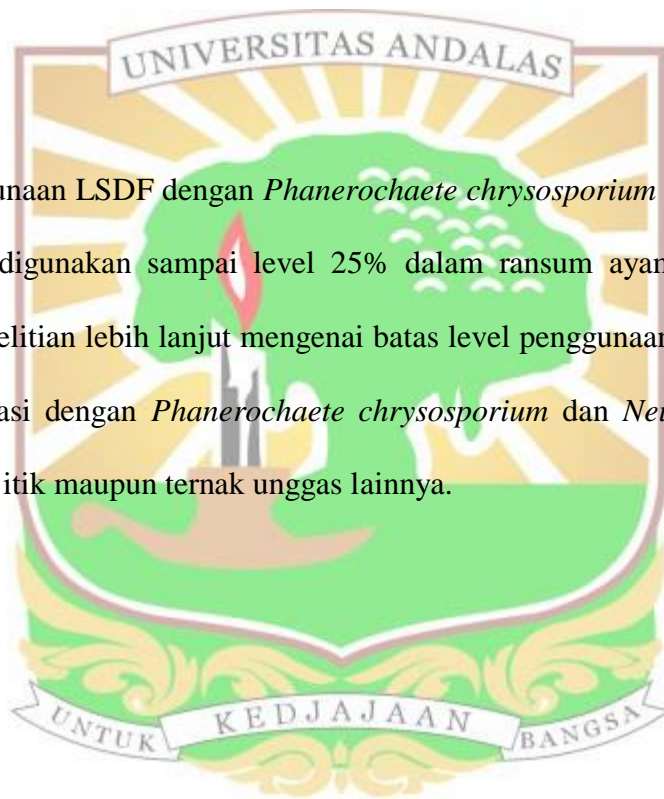 UNIVERSITAS ANDALAS
unaan LSDF dengan Phanerochaete chrysosporium
digunakan sampai level 25% dalam ransum ayam
elitian lebih lanjut mengenai batas level penggunaan
asi dengan Phanerochaete chrysosporium dan Neu
itik maupun ternak unggas lainnya.
UNTUK KEDJAJAAN BANGSA